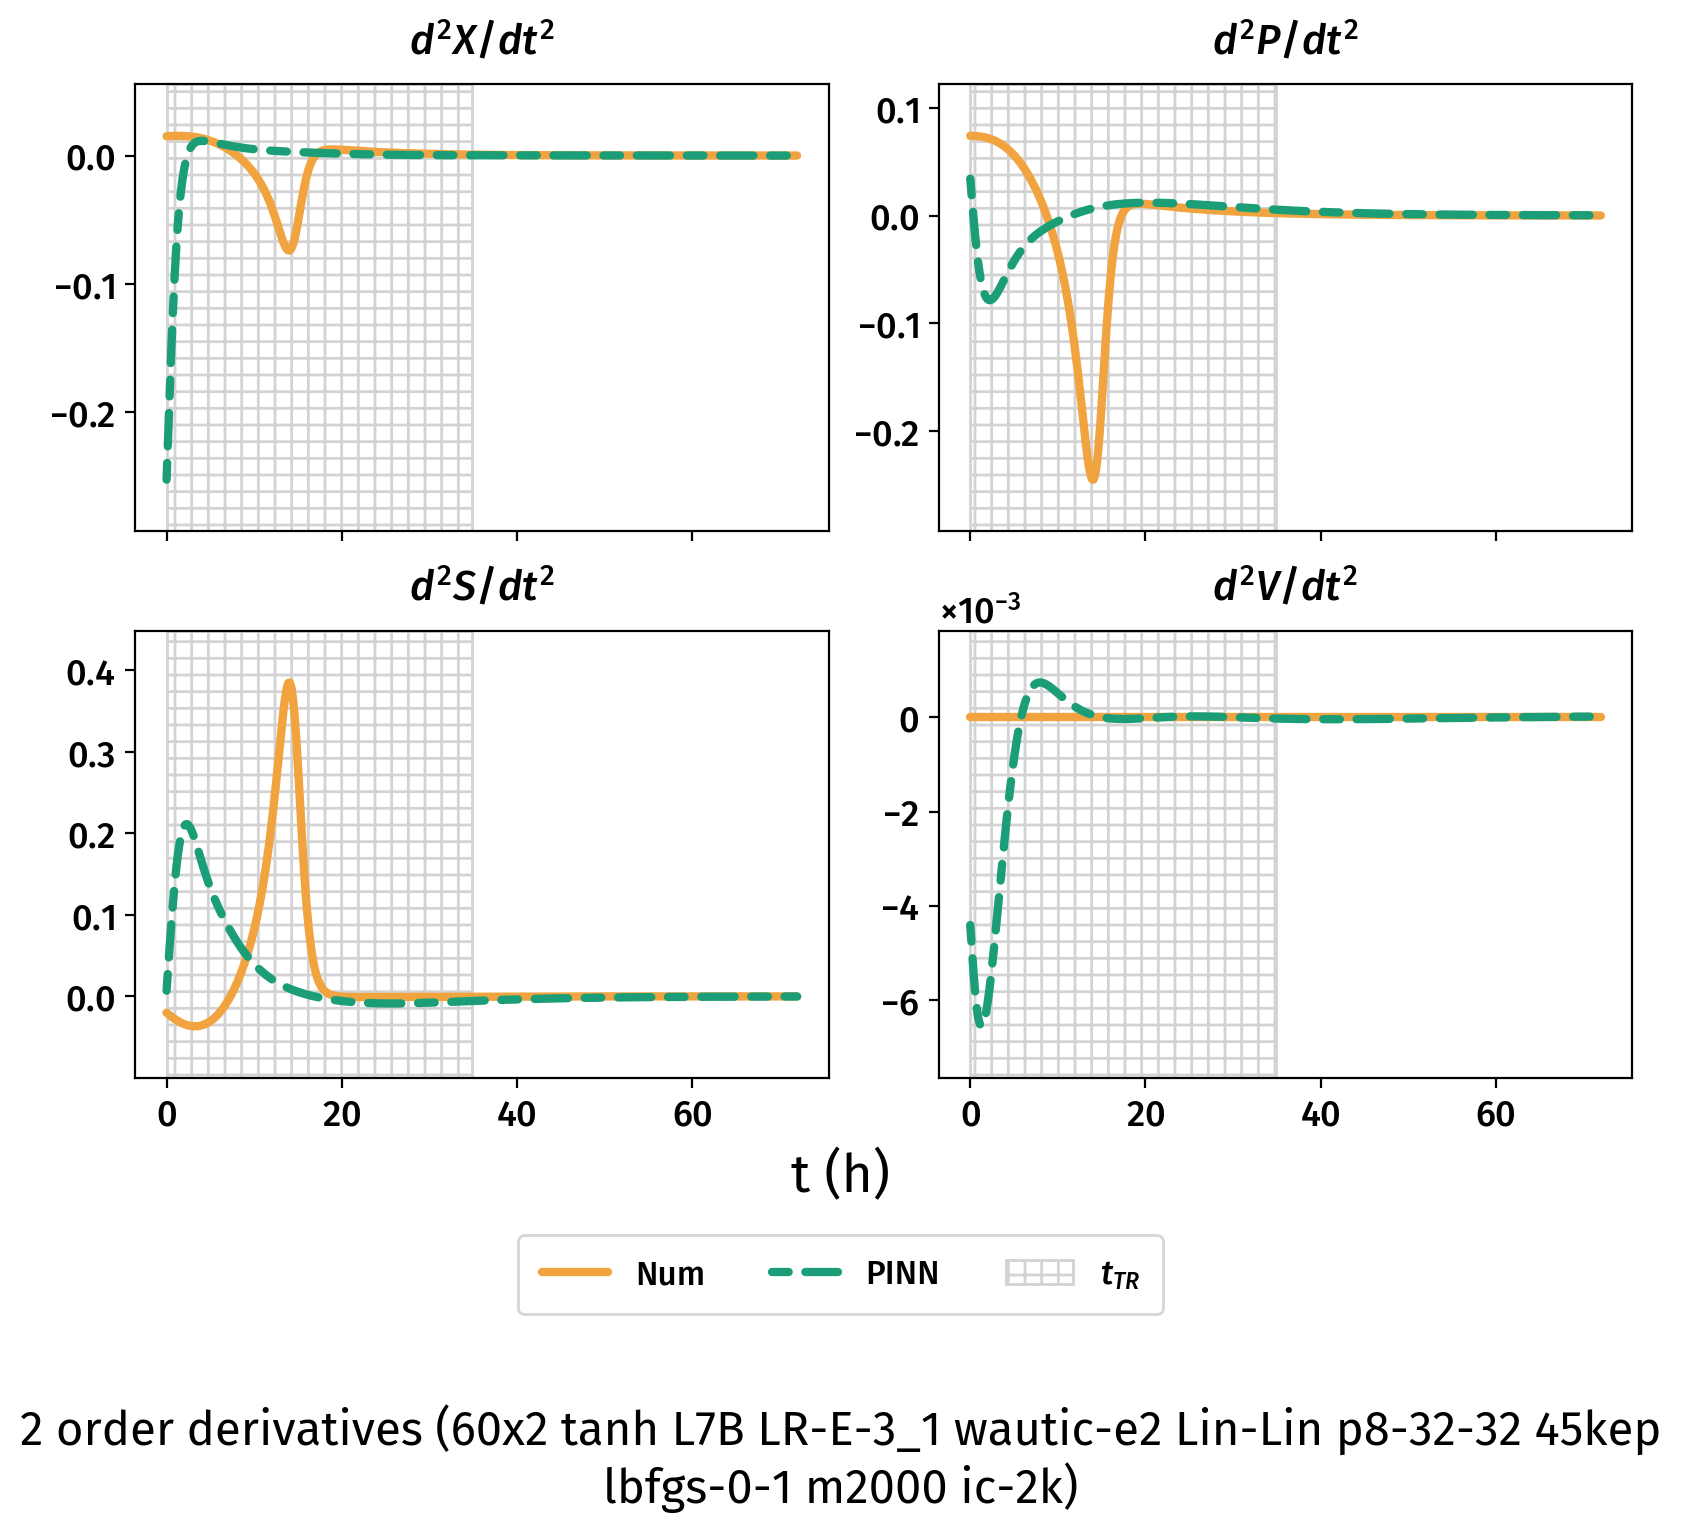 d²X/dt²
d²P/dt²
0.0
−0.1
−0.2
0.1
0.0
−0.1
−0.2
d²S/dt²
d²V/dt²
×10⁻³
0.4
0.3
0.2
0.1
0.0
0
−2
−4
−6
0 20 40 60
0 20 40 60
t (h)
Num PINN t_TR
2 order derivatives (60x2 tanh L7B LR-E-3_1 wautic-e2 Lin-Lin p8-32-32 45kep
lbfgs-0-1 m2000 ic-2k)